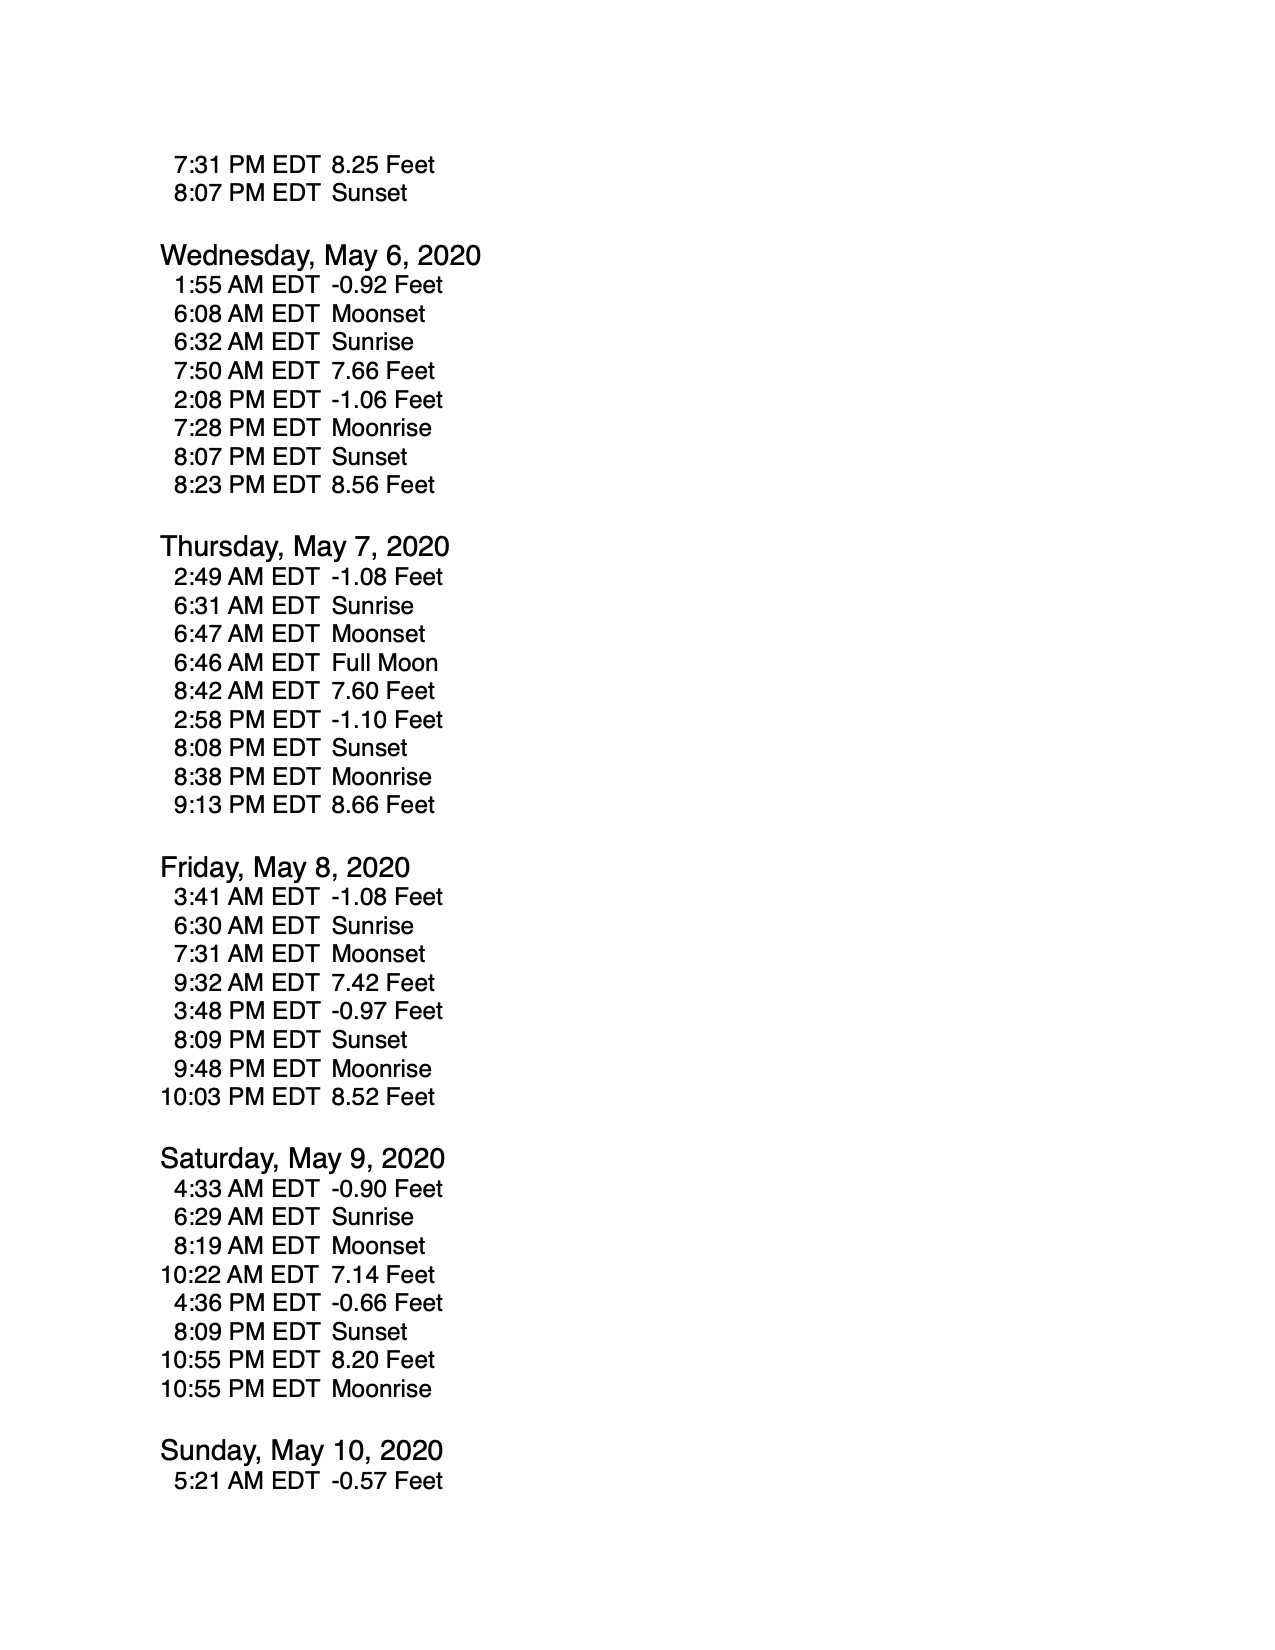 7:31 PM EDT 8.25 Feet
8:07 PM EDT Sunset
Wednesday, May 6, 2020
1:55 AM EDT -0.92 Feet
6:08 AM EDT Moonset
6:32 AM EDT Sunrise
7:50 AM EDT 7.66 Feet
2:08 PM EDT -1.06 Feet
7:28 PM EDT Moonrise
8:07 PM EDT Sunset
8:23 PM EDT 8.56 Feet
Thursday, May 7, 2020
2:49 AM EDT -1.08 Feet
6:31 AM EDT Sunrise
6:47 AM EDT Moonset
6:46 AM EDT Full Moon
8:42 AM EDT 7.60 Feet
2:58 PM EDT -1.10 Feet
8:08 PM EDT Sunset
8:38 PM EDT Moonrise
9:13 PM EDT 8.66 Feet
Friday, May 8, 2020
3:41 AM EDT -1.08 Feet
6:30 AM EDT Sunrise
7:31 AM EDT Moonset
9:32 AM EDT 7.42 Feet
3:48 PM EDT -0.97 Feet
8:09 PM EDT Sunset
9:48 PM EDT Moonrise
10:03 PM EDT 8.52 Feet
Saturday, May 9, 2020
4:33 AM EDT -0.90 Feet
6:29 AM EDT Sunrise
8:19 AM EDT Moonset
10:22 AM EDT 7.14 Feet
4:36 PM EDT -0.66 Feet
8:09 PM EDT Sunset
10:55 PM EDT 8.20 Feet
10:55 PM EDT Moonrise
Sunday, May 10, 2020
5:21 AM EDT -0.57 Feet